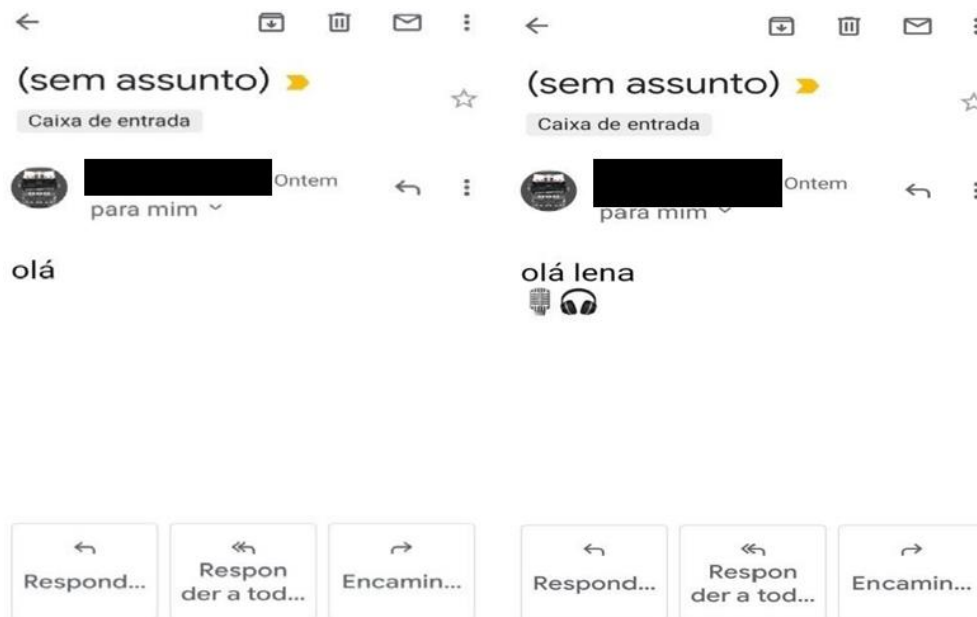 (sem assunto)
Caixa de entrada
Ontem
para mim
olá
Respond...
Respon
der a tod...
Encamin...
(sem assunto)
Caixa de entrada
Ontem
para mim
olá lena
Respond...
Respon
der a tod...
Encamin...